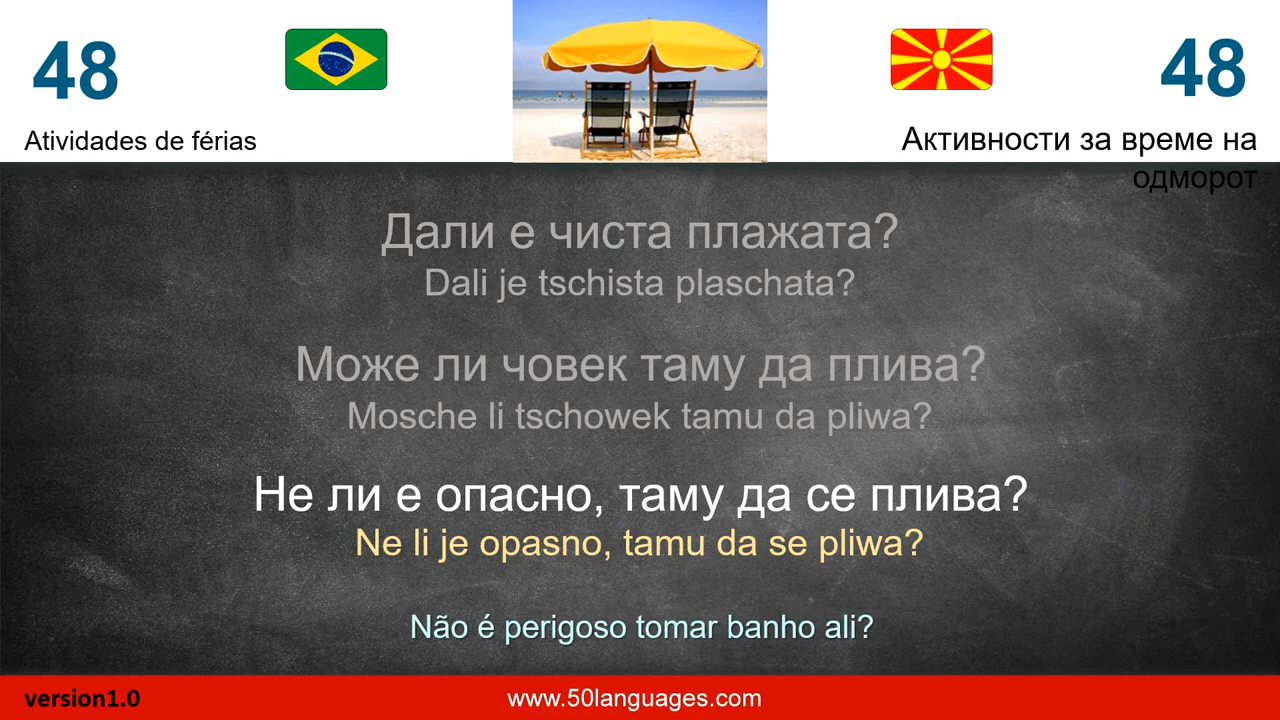 48
48
Atividades de férias
Активности за време на
одморот
Дали е чиста плажата?
Dali je tschista plaschata?
Може ли човек таму да плива?
Mosche li tschowek tamu da pliwa?
Не ли е опасно, таму да се плива?
Ne li je opasno, tamu da se pliwa?
Não é perigoso tomar banho ali?
version1.0
www.50languages.com